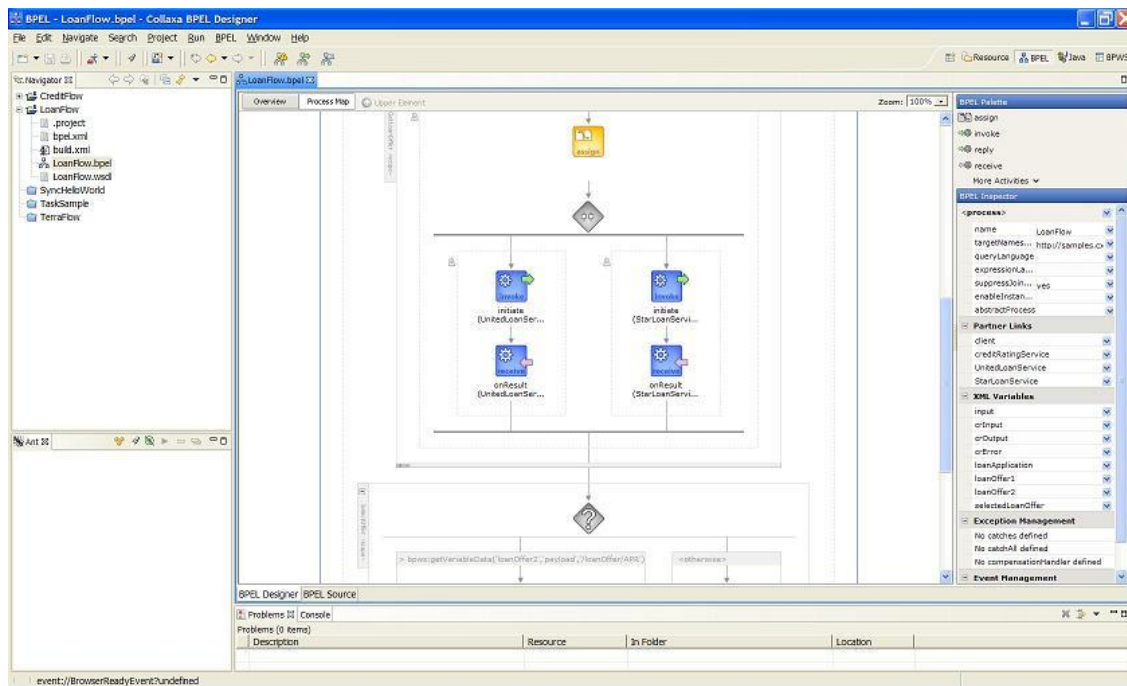 BPEL - LoanFlow.bpel - Collaxa BPEL Designer
File Edit Navigate Search Project Run BPEL Window Help
Resource BPEL Java BPWS
Navigator
CreditFlow
LoanFlow
.project
bpel.xml
build.xml
LoanFlow.bpel
LoanFlow.wsdl
SyncHelloWorld
TaskSample
TerraFlow
Ant
LoanFlow.bpel
Overview Process Map Upper Element Zoom: 100%
assign
invoke invoke
initiate initiate
(UnitedLoanSer... (StarLoanServi...
receive receive
onResult onResult
(UnitedLoanSer... (StarLoanServi...
> bpws:getVariableData('loanOffer2','payload','/loanOffer/APR') <otherwise>
BPEL Designer BPEL Source
BPEL Palette
assign
invoke
reply
receive
More Activities
BPEL Inspector
<process>
name LoanFlow
targetNames... http://samples.cx
queryLanguage
expressionLa...
suppressJoin... yes
enableInstan...
abstractProcess
Partner Links
client
creditRatingService
UnitedLoanService
StarLoanService
XML Variables
input
crInput
crOutput
crError
loanApplication
loanOffer1
loanOffer2
selectedLoanOffer
Exception Management
No catches defined
No catchAll defined
No compensationHandler defined
Event Management
Problems Console
Problems (0 items)
Description Resource In Folder Location
event://BrowserReadyEvent?undefined